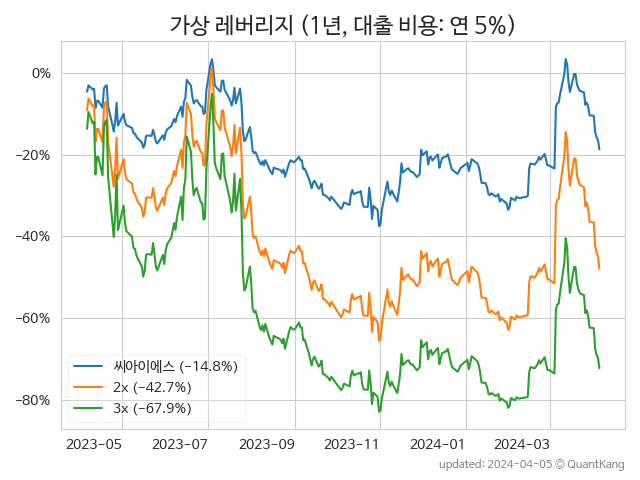 가상 레버리지 (1년, 대출 비용: 연 5%)
0%
−20%
−40%
−60%
−80%
씨아이에스 (−14.8%)
2x (−42.7%)
3x (−67.9%)
2023-05 2023-07 2023-09 2023-11 2024-01 2024-03
updated: 2024-04-05 © QuantKang